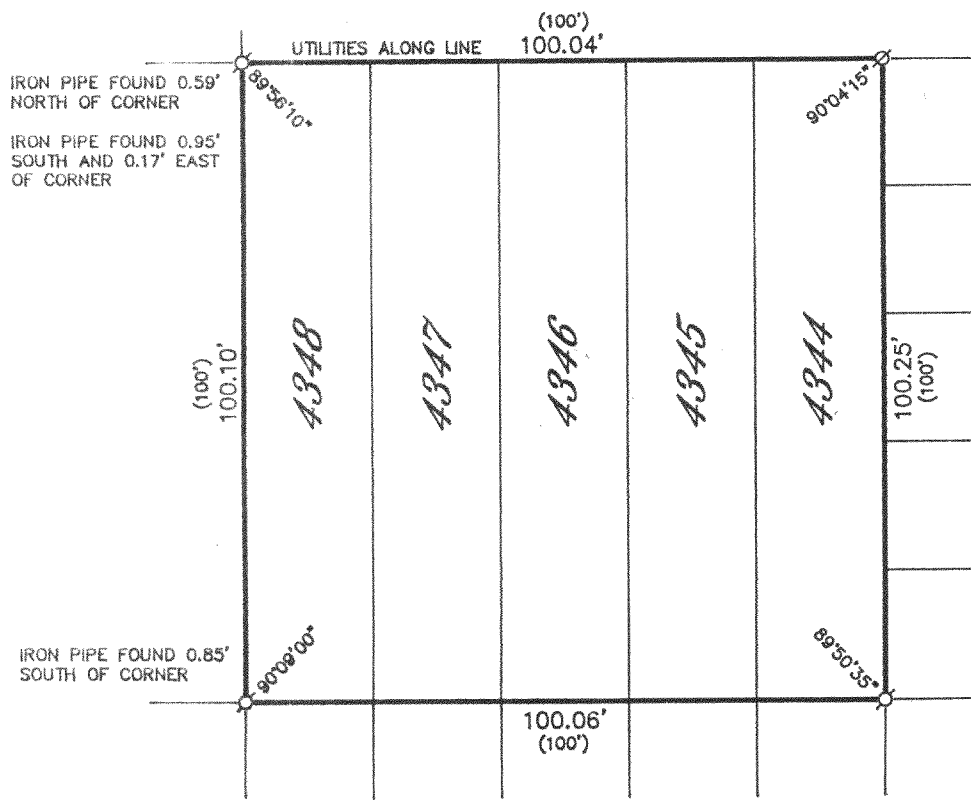 (100')
UTILITIES ALONG LINE 100.04'
IRON PIPE FOUND 0.59'
NORTH OF CORNER
IRON PIPE FOUND 0.95'
SOUTH AND 0.17' EAST
OF CORNER
89°56'10"
90°04'15"
(100')
100.10'
4348
4347
4346
4345
4344
100.25'
(100')
IRON PIPE FOUND 0.85'
SOUTH OF CORNER
90°09'00"
89°50'35"
100.06'
(100')